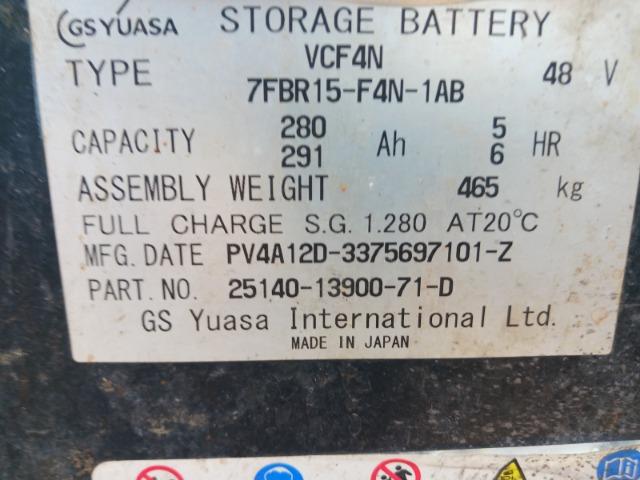 GS YUASA STORAGE BATTERY
TYPE VCF4N 48 V
7FBR15-F4N-1AB
CAPACITY 280 Ah 5 HR
291 6
ASSEMBLY WEIGHT 465 kg
FULL CHARGE S.G. 1.280 AT20℃
MFG. DATE PV4A12D-3375697101-Z
PART. NO. 25140-13900-71-D
GS Yuasa International Ltd.
MADE IN JAPAN